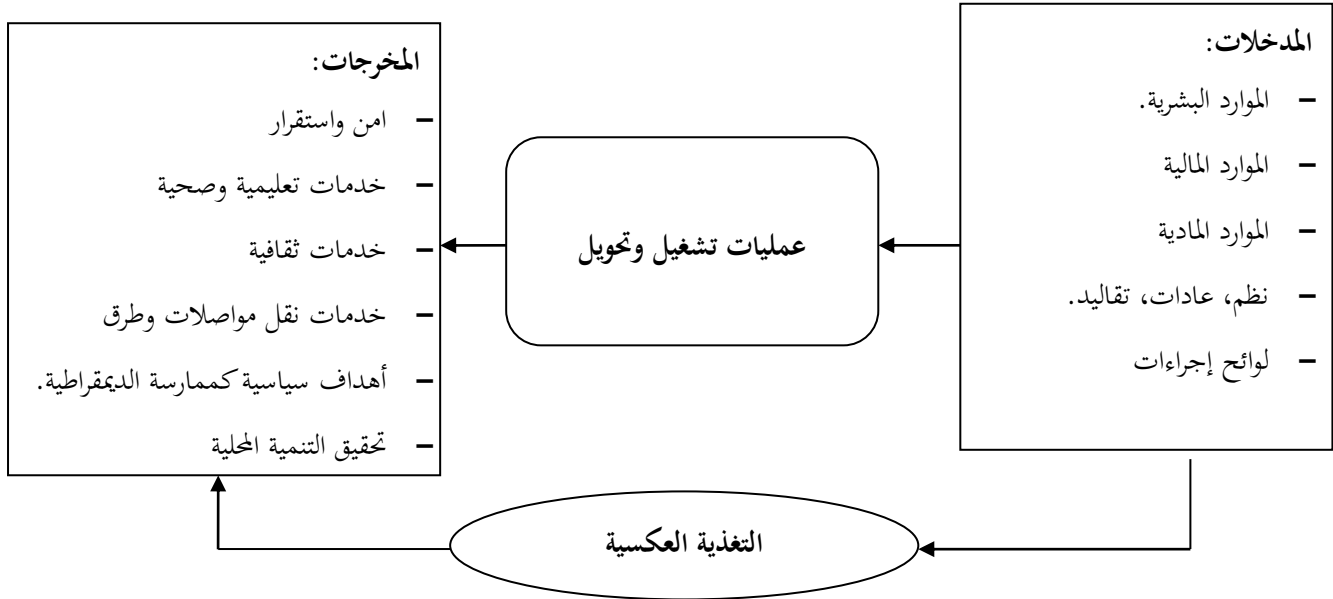 المدخلات:
– الموارد البشرية.
– الموارد المالية
– الموارد المادية
– نظم، عادات، تقاليد.
– لوائح إجراءات
عمليات تشغيل وتحويل
المخرجات:
– امن واستقرار
– خدمات تعليمية وصحية
– خدمات ثقافية
– خدمات نقل مواصلات وطرق
– أهداف سياسية كممارسة الديمقراطية.
– تحقيق التنمية المحلية
التغذية العكسية